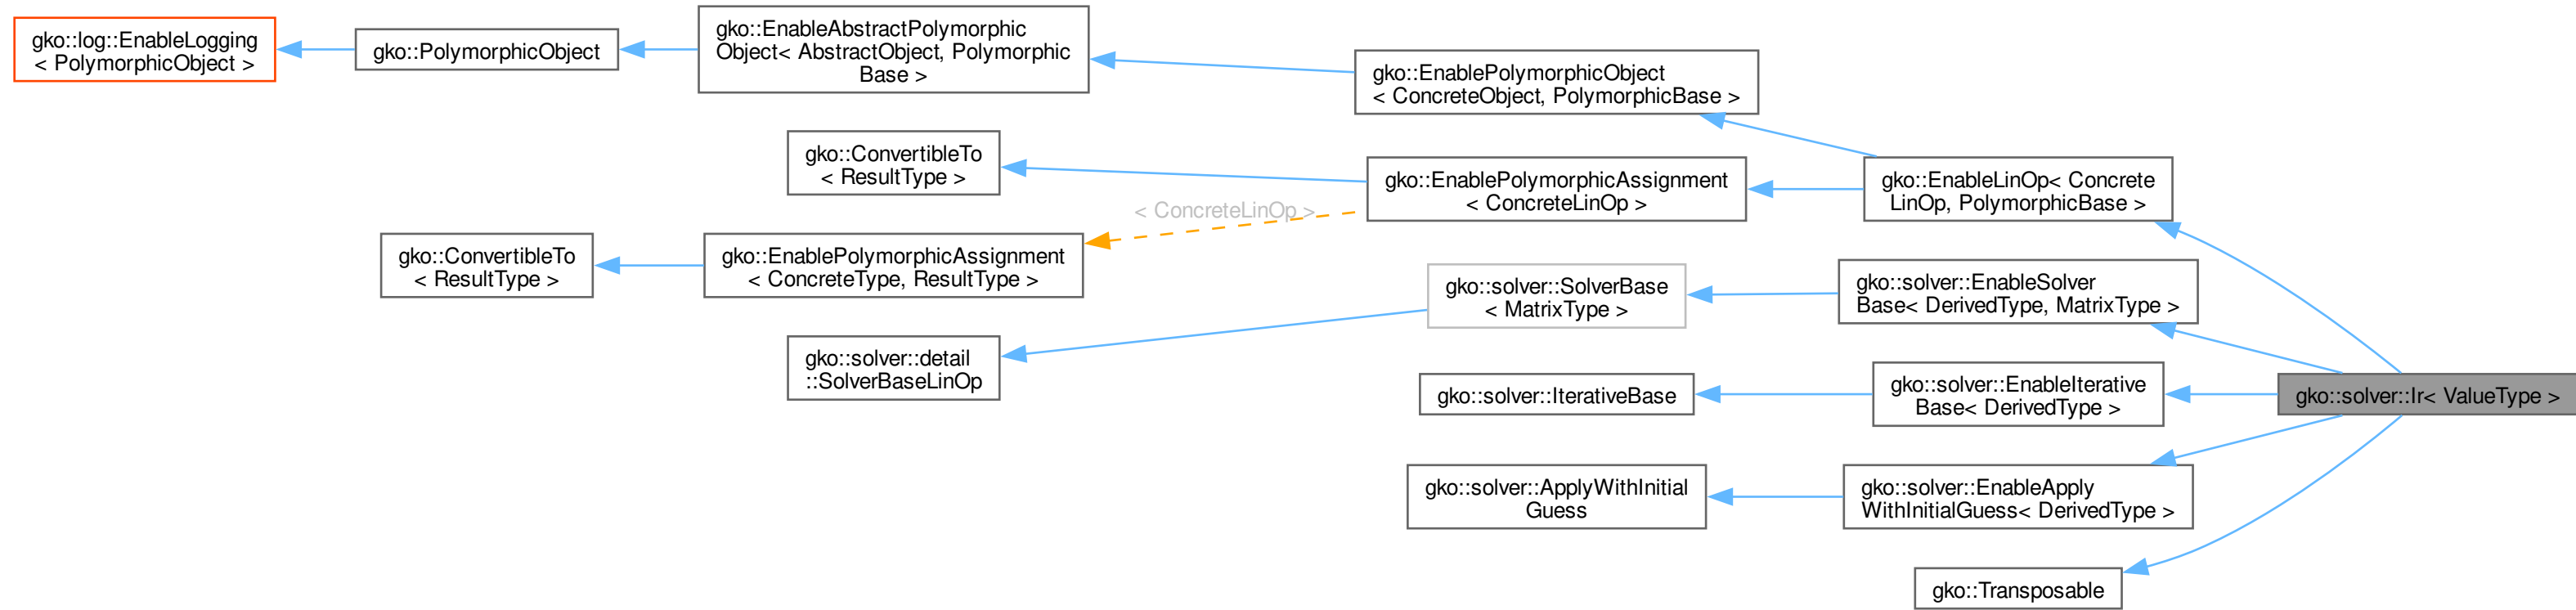 gko::log::EnableLogging
< PolymorphicObject >
gko::PolymorphicObject
gko::EnableAbstractPolymorphic
Object< AbstractObject, Polymorphic
Base >
gko::EnablePolymorphicObject
< ConcreteObject, PolymorphicBase >
gko::ConvertibleTo
< ResultType >
gko::EnablePolymorphicAssignment
< ConcreteLinOp >
gko::EnableLinOp< Concrete
LinOp, PolymorphicBase >
< ConcreteLinOp >
gko::ConvertibleTo
< ResultType >
gko::EnablePolymorphicAssignment
< ConcreteType, ResultType >
gko::solver::SolverBase
< MatrixType >
gko::solver::EnableSolver
Base< DerivedType, MatrixType >
gko::solver::detail
::SolverBaseLinOp
gko::solver::IterativeBase
gko::solver::EnableIterative
Base< DerivedType >
gko::solver::Ir< ValueType >
gko::solver::ApplyWithInitial
Guess
gko::solver::EnableApply
WithInitialGuess< DerivedType >
gko::Transposable